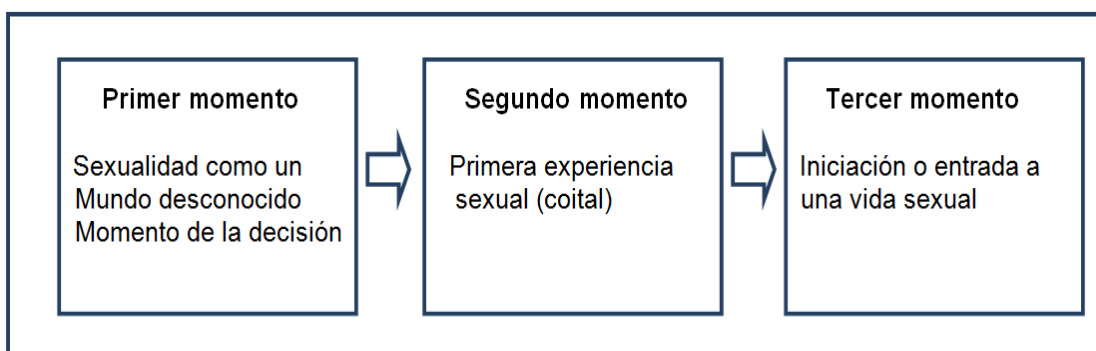 Primer momento
Sexualidad como un
Mundo desconocido
Momento de la decisión
Segundo momento
Primera experiencia
sexual (coital)
Tercer momento
Iniciación o entrada a
una vida sexual